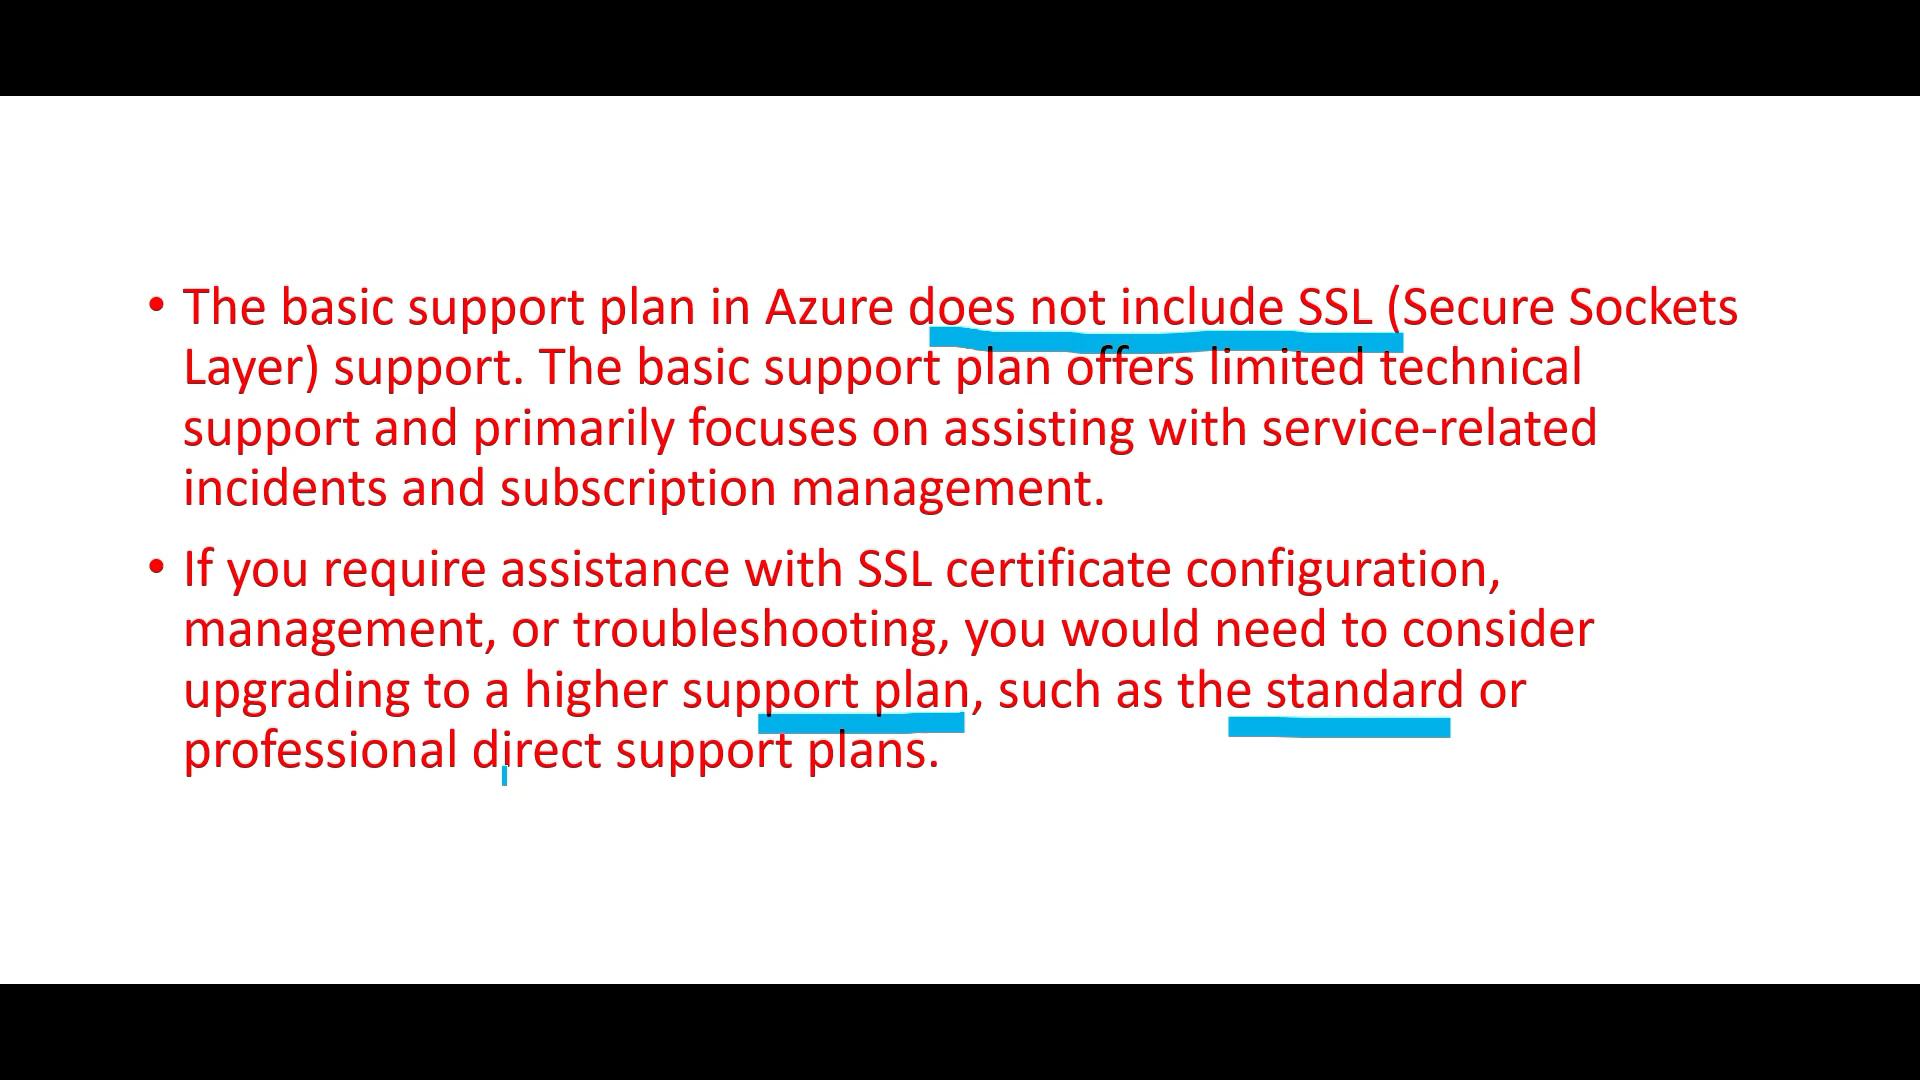 • The basic support plan in Azure does not include SSL (Secure Sockets
Layer) support. The basic support plan offers limited technical
support and primarily focuses on assisting with service-related
incidents and subscription management.
• If you require assistance with SSL certificate configuration,
management, or troubleshooting, you would need to consider
upgrading to a higher support plan, such as the standard or
professional direct support plans.